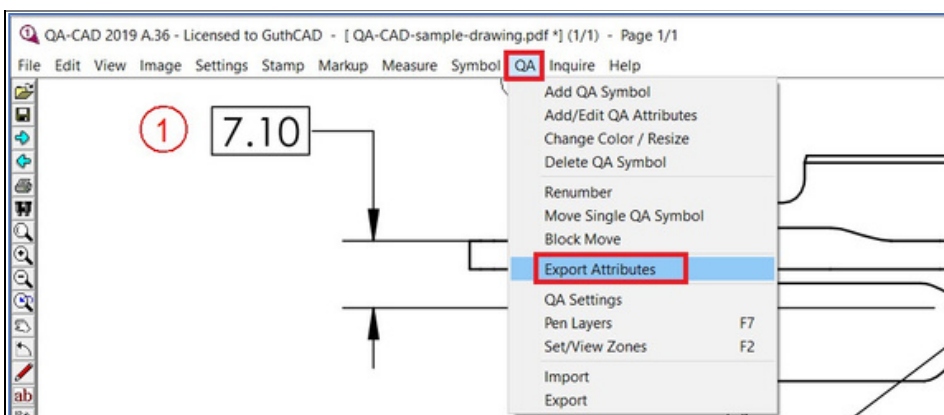 QA-CAD 2019 A.36 - Licensed to GuthCAD - [ QA-CAD-sample-drawing.pdf *] (1/1) - Page 1/1
File Edit View Image Settings Stamp Markup Measure Symbol QA Inquire Help
Add QA Symbol
Add/Edit QA Attributes
Change Color / Resize
Delete QA Symbol
Renumber
Move Single QA Symbol
Block Move
Export Attributes
QA Settings
Pen Layers F7
Set/View Zones F2
Import
Export
1 7.10
ab